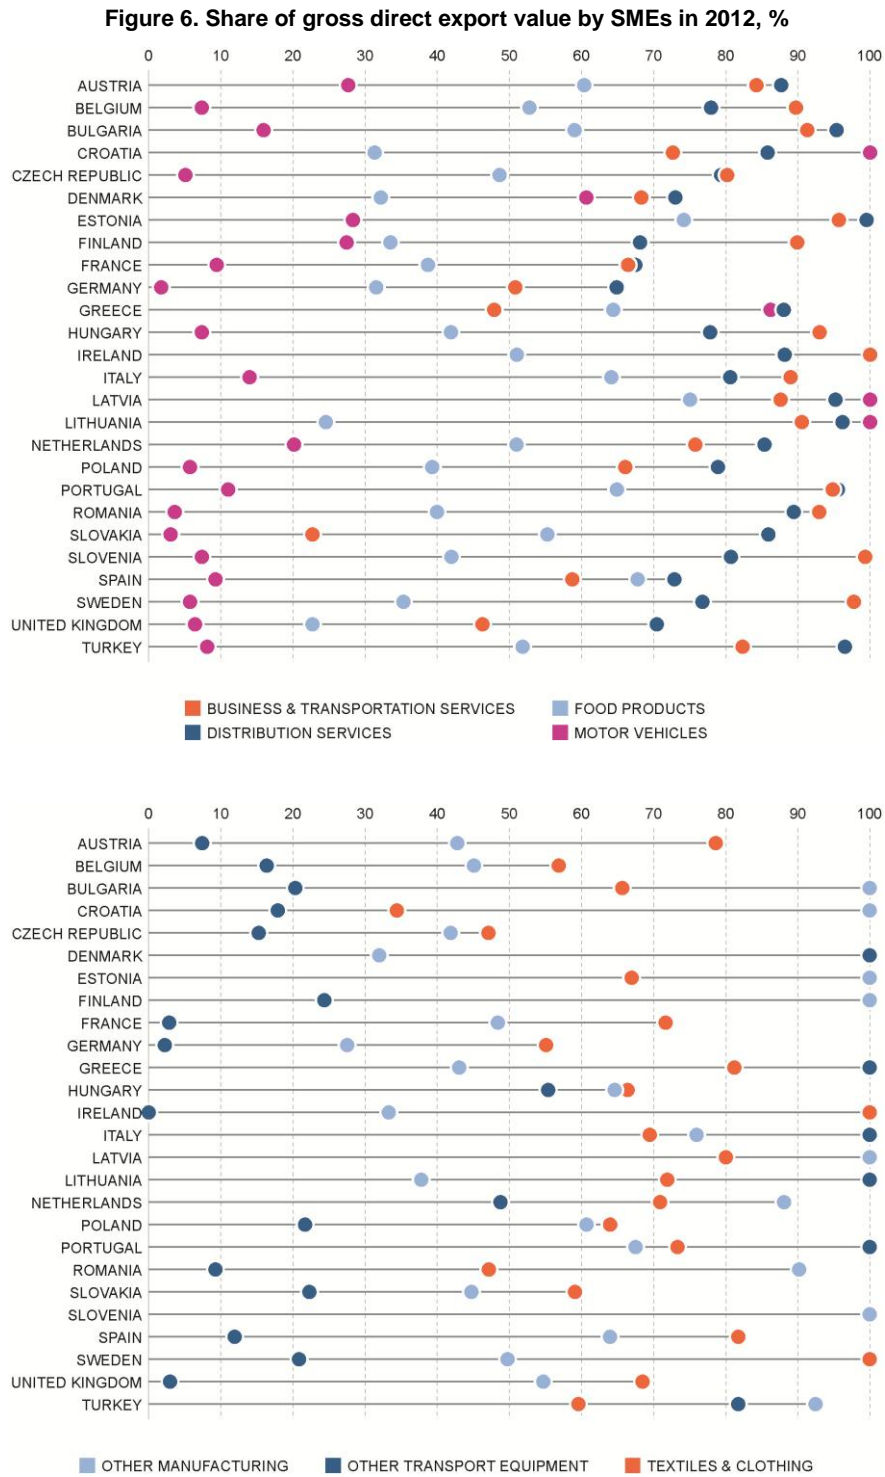 Figure 6. Share of gross direct export value by SMEs in 2012, %
0 10 20 30 40 50 60 70 80 90 100
AUSTRIA
BELGIUM
BULGARIA
CROATIA
CZECH REPUBLIC
DENMARK
ESTONIA
FINLAND
FRANCE
GERMANY
GREECE
HUNGARY
IRELAND
ITALY
LATVIA
LITHUANIA
NETHERLANDS
POLAND
PORTUGAL
ROMANIA
SLOVAKIA
SLOVENIA
SPAIN
SWEDEN
UNITED KINGDOM
TURKEY
BUSINESS & TRANSPORTATION SERVICES FOOD PRODUCTS
DISTRIBUTION SERVICES MOTOR VEHICLES
0 10 20 30 40 50 60 70 80 90 100
AUSTRIA
BELGIUM
BULGARIA
CROATIA
CZECH REPUBLIC
DENMARK
ESTONIA
FINLAND
FRANCE
GERMANY
GREECE
HUNGARY
IRELAND
ITALY
LATVIA
LITHUANIA
NETHERLANDS
POLAND
PORTUGAL
ROMANIA
SLOVAKIA
SLOVENIA
SPAIN
SWEDEN
UNITED KINGDOM
TURKEY
OTHER MANUFACTURING OTHER TRANSPORT EQUIPMENT TEXTILES & CLOTHING